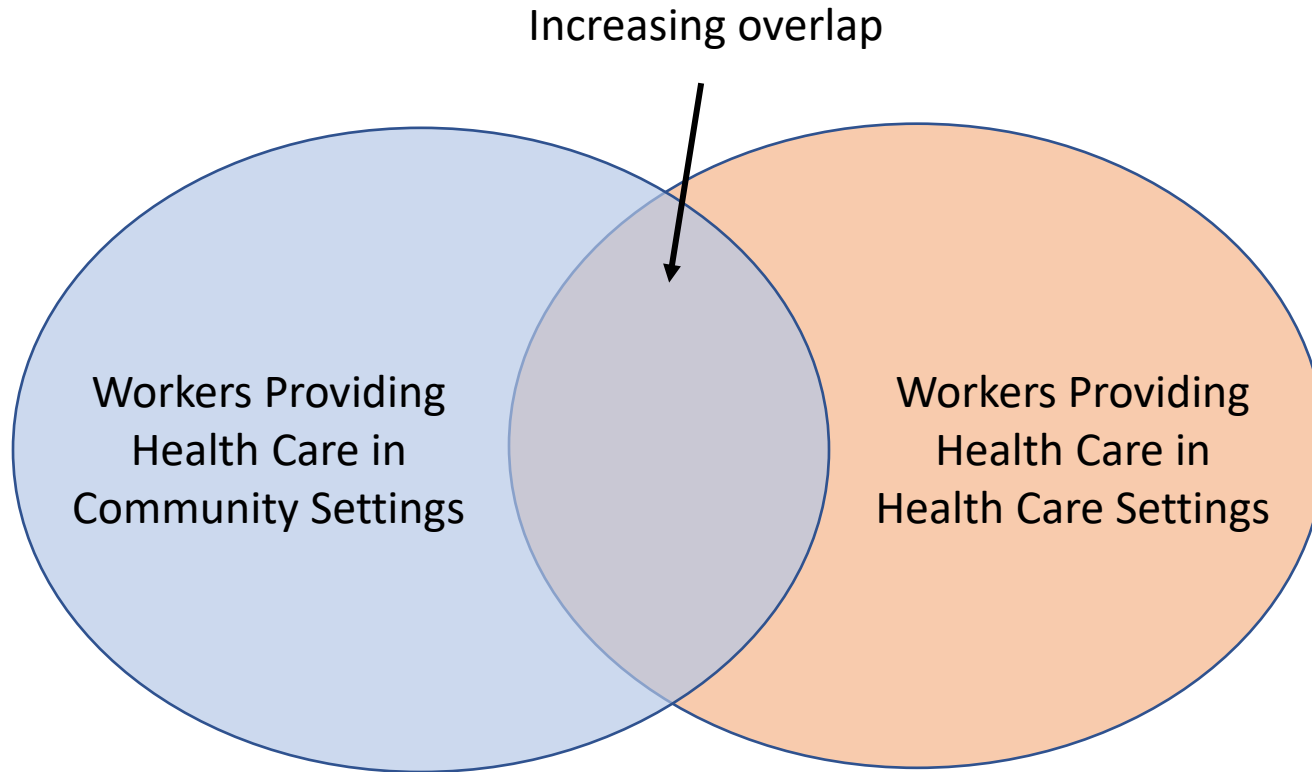 Increasing overlap
Workers Providing
Health Care in
Community Settings
Workers Providing
Health Care in
Health Care Settings